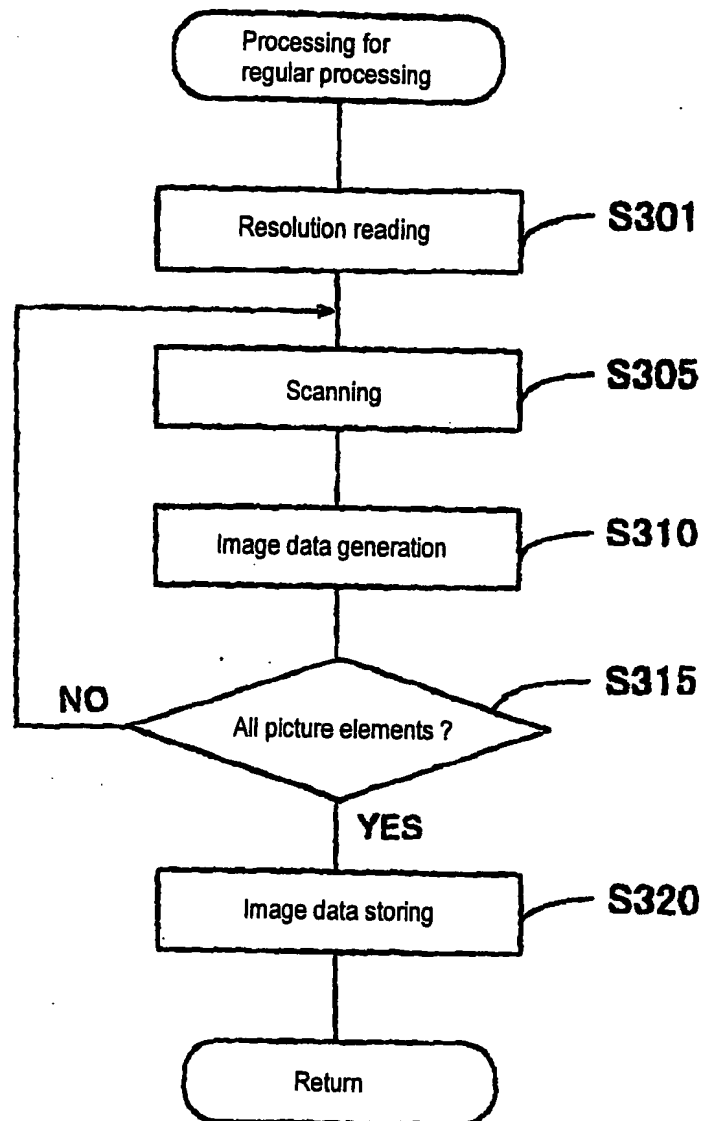 Processing for
regular processing
Resolution reading
S301
Scanning
S305
Image data generation
S310
S315
NO
All picture elements ?
YES
Image data storing
S320
Return